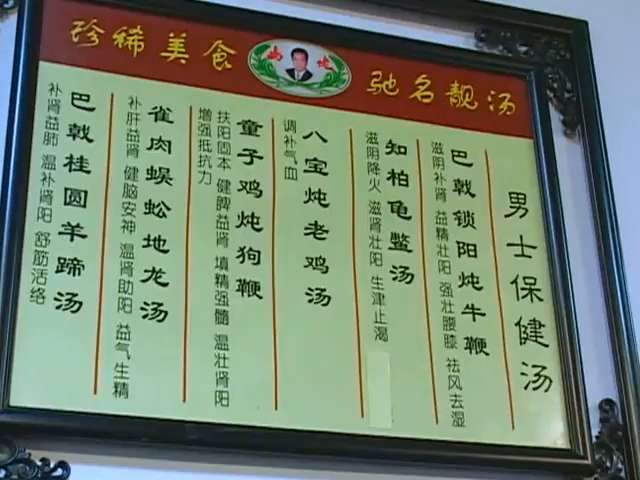 珍稀美食
驰名靓汤
男士保健汤
巴戟锁阳炖牛鞭
滋阴补肾 益精壮阳 强壮腰膝 祛风去湿
知柏龟鳖汤
滋阴降火 滋肾壮阳 生津止渴
八宝炖老鸡汤
调补气血
童子鸡炖狗鞭
扶阳固本 健脾益肾 填精强髓 温壮肾阳
增强抵抗力
雀肉蜈蚣地龙汤
补肝益肾 健脑安神 温肾助阳 益气生精
巴戟桂圆羊蹄汤
补肾益肺 温补肾阳 舒筋活络